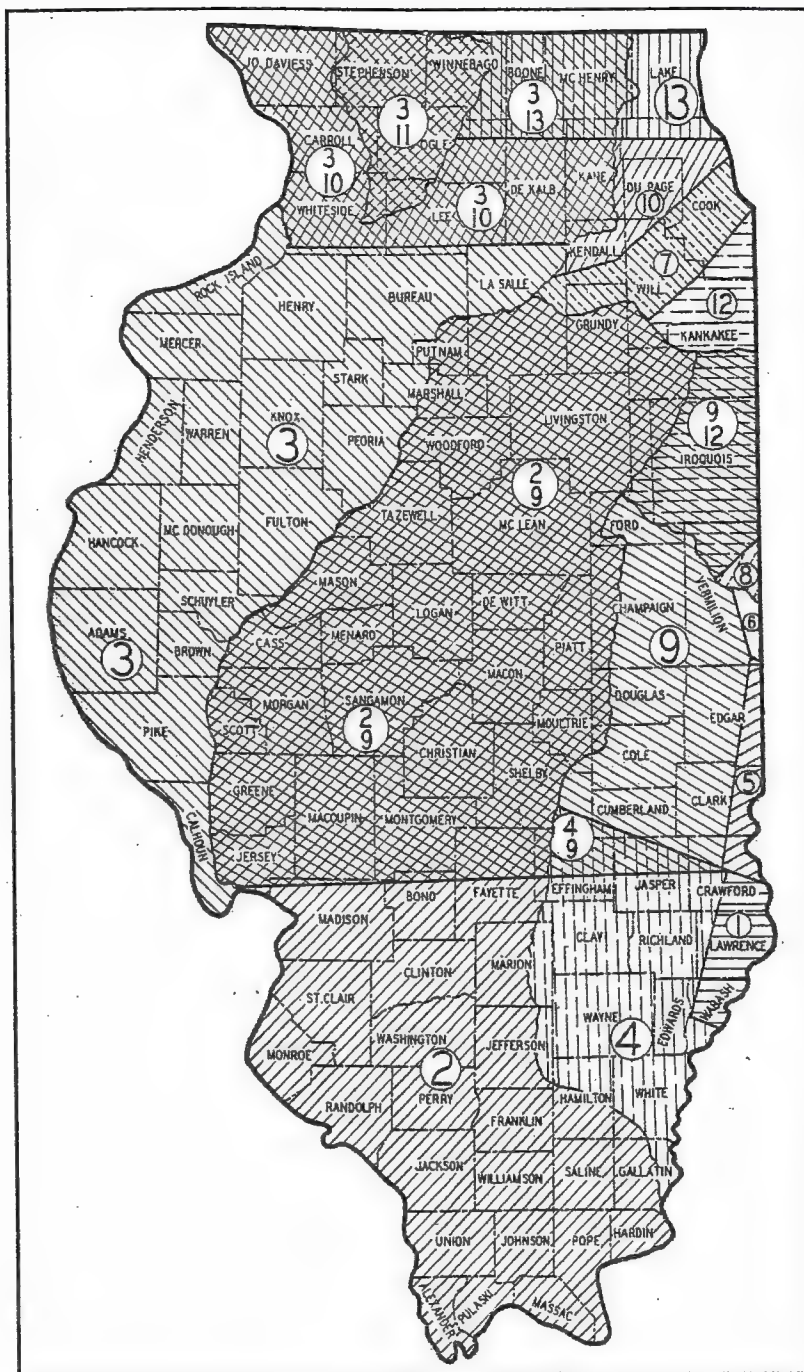 JO DAVIESS
STEPHENSON
WINNEBAGO
BOONE
MC HENRY
LAKE
13
3
11
3
13
CARROLL
OGLE
3
10
WHITESIDE
LEE
3
10
DE KALB
KANE
DU PAGE
10
COOK
KENDALL
7
WILL
ROCK ISLAND
HENRY
BUREAU
LA SALLE
GRUNDY
12
KANKAKEE
MERCER
PUTNAM
STARK
MARSHALL
HENDERSON
WARREN
KNOX
3
PEORIA
WOODFORD
LIVINGSTON
9
12
IROQUOIS
2
9
HANCOCK
MC DONOUGH
FULTON
TAZEWELL
MC LEAN
FORD
SCHUYLER
MASON
LOGAN
DE WITT
CHAMPAIGN
VERMILION
8
6
ADAMS
3
BROWN
CASS
MENARD
PIATT
9
MACON
PIKE
MORGAN
SANGAMON
2
9
DOUGLAS
EDGAR
SCOTT
MOULTRIE
CHRISTIAN
COLE
SHELBY
5
CALHOUN
GREENE
MACOUPIN
MONTGOMERY
CUMBERLAND
CLARK
JERSEY
4
9
BOND
FAYETTE
EFFINGHAM
JASPER
CRAWFORD
MADISON
1
LAWRENCE
CLAY
RICHLAND
CLINTON
MARION
ST. CLAIR
WAYNE
EDWARDS
WABASH
WASHINGTON
JEFFERSON
4
MONROE
2
PERRY
RANDOLPH
HAMILTON
WHITE
FRANKLIN
JACKSON
WILLIAMSON
SALINE
GALLATIN
UNION
JOHNSON
POPE
HARDIN
ALEXANDER
PULASKI
MASSAC